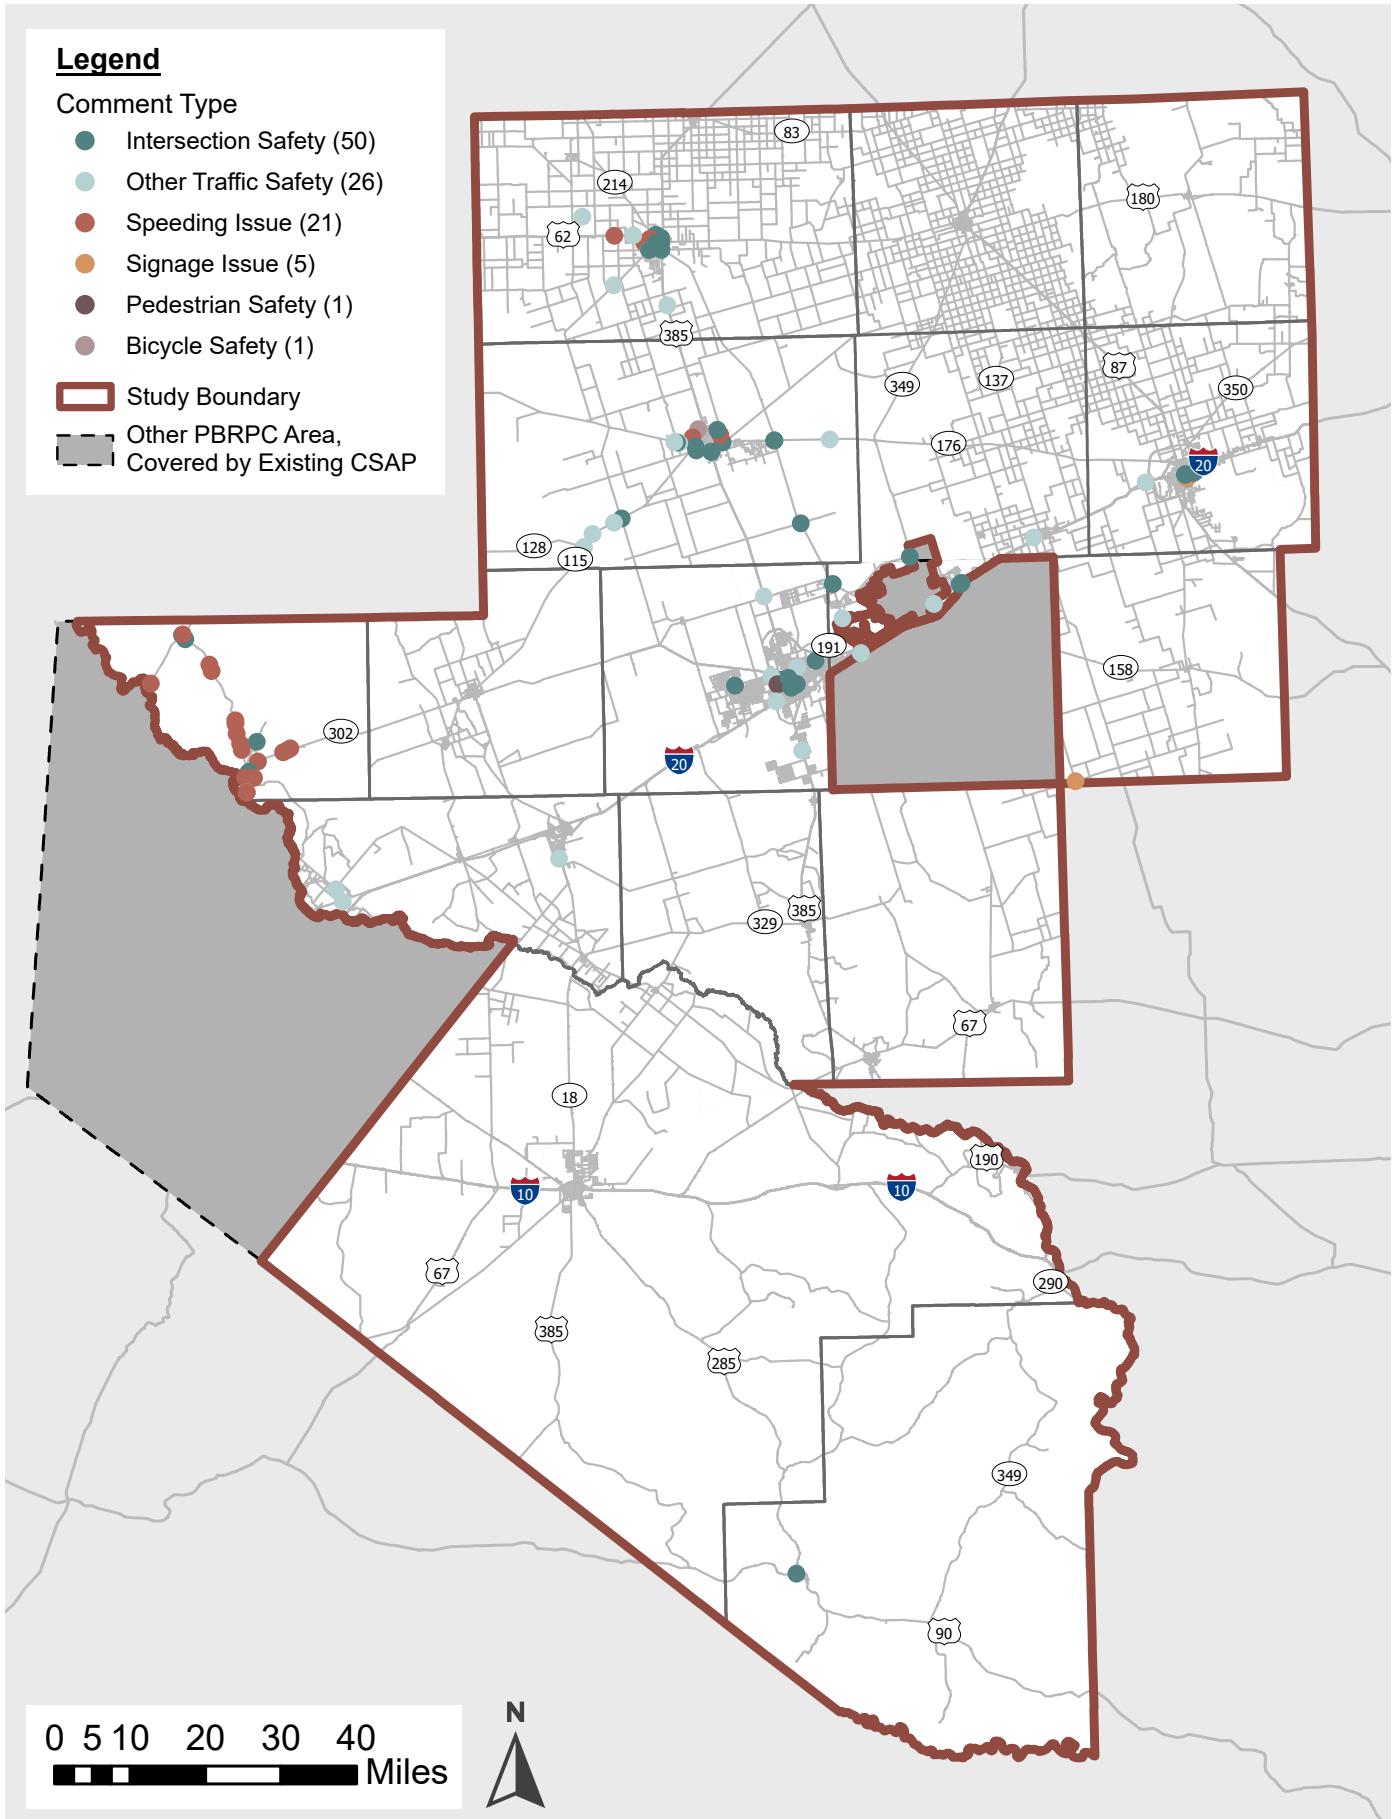 Legend
Comment Type
Intersection Safety (50)
Other Traffic Safety (26)
Speeding Issue (21)
Signage Issue (5)
Pedestrian Safety (1)
Bicycle Safety (1)
Study Boundary
Other PBRPC Area,
Covered by Existing CSAP
83
214
180
62
385
87
349
137
350
176
20
128
115
191
158
302
20
385
329
67
18
190
10
10
67
290
385
285
349
90
N
0 5 10 20 30 40
Miles